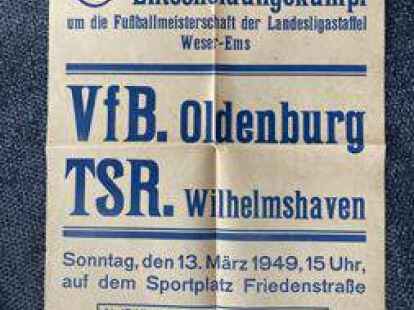 Entscheidungskampf
um die Fußballmeisterschaft der Landesligastaffel
Weser-Ems
VfB. Oldenburg
TSR. Wilhelmshaven
Sonntag, den 13. März 1949, 15 Uhr,
auf dem Sportplatz Friedenstraße